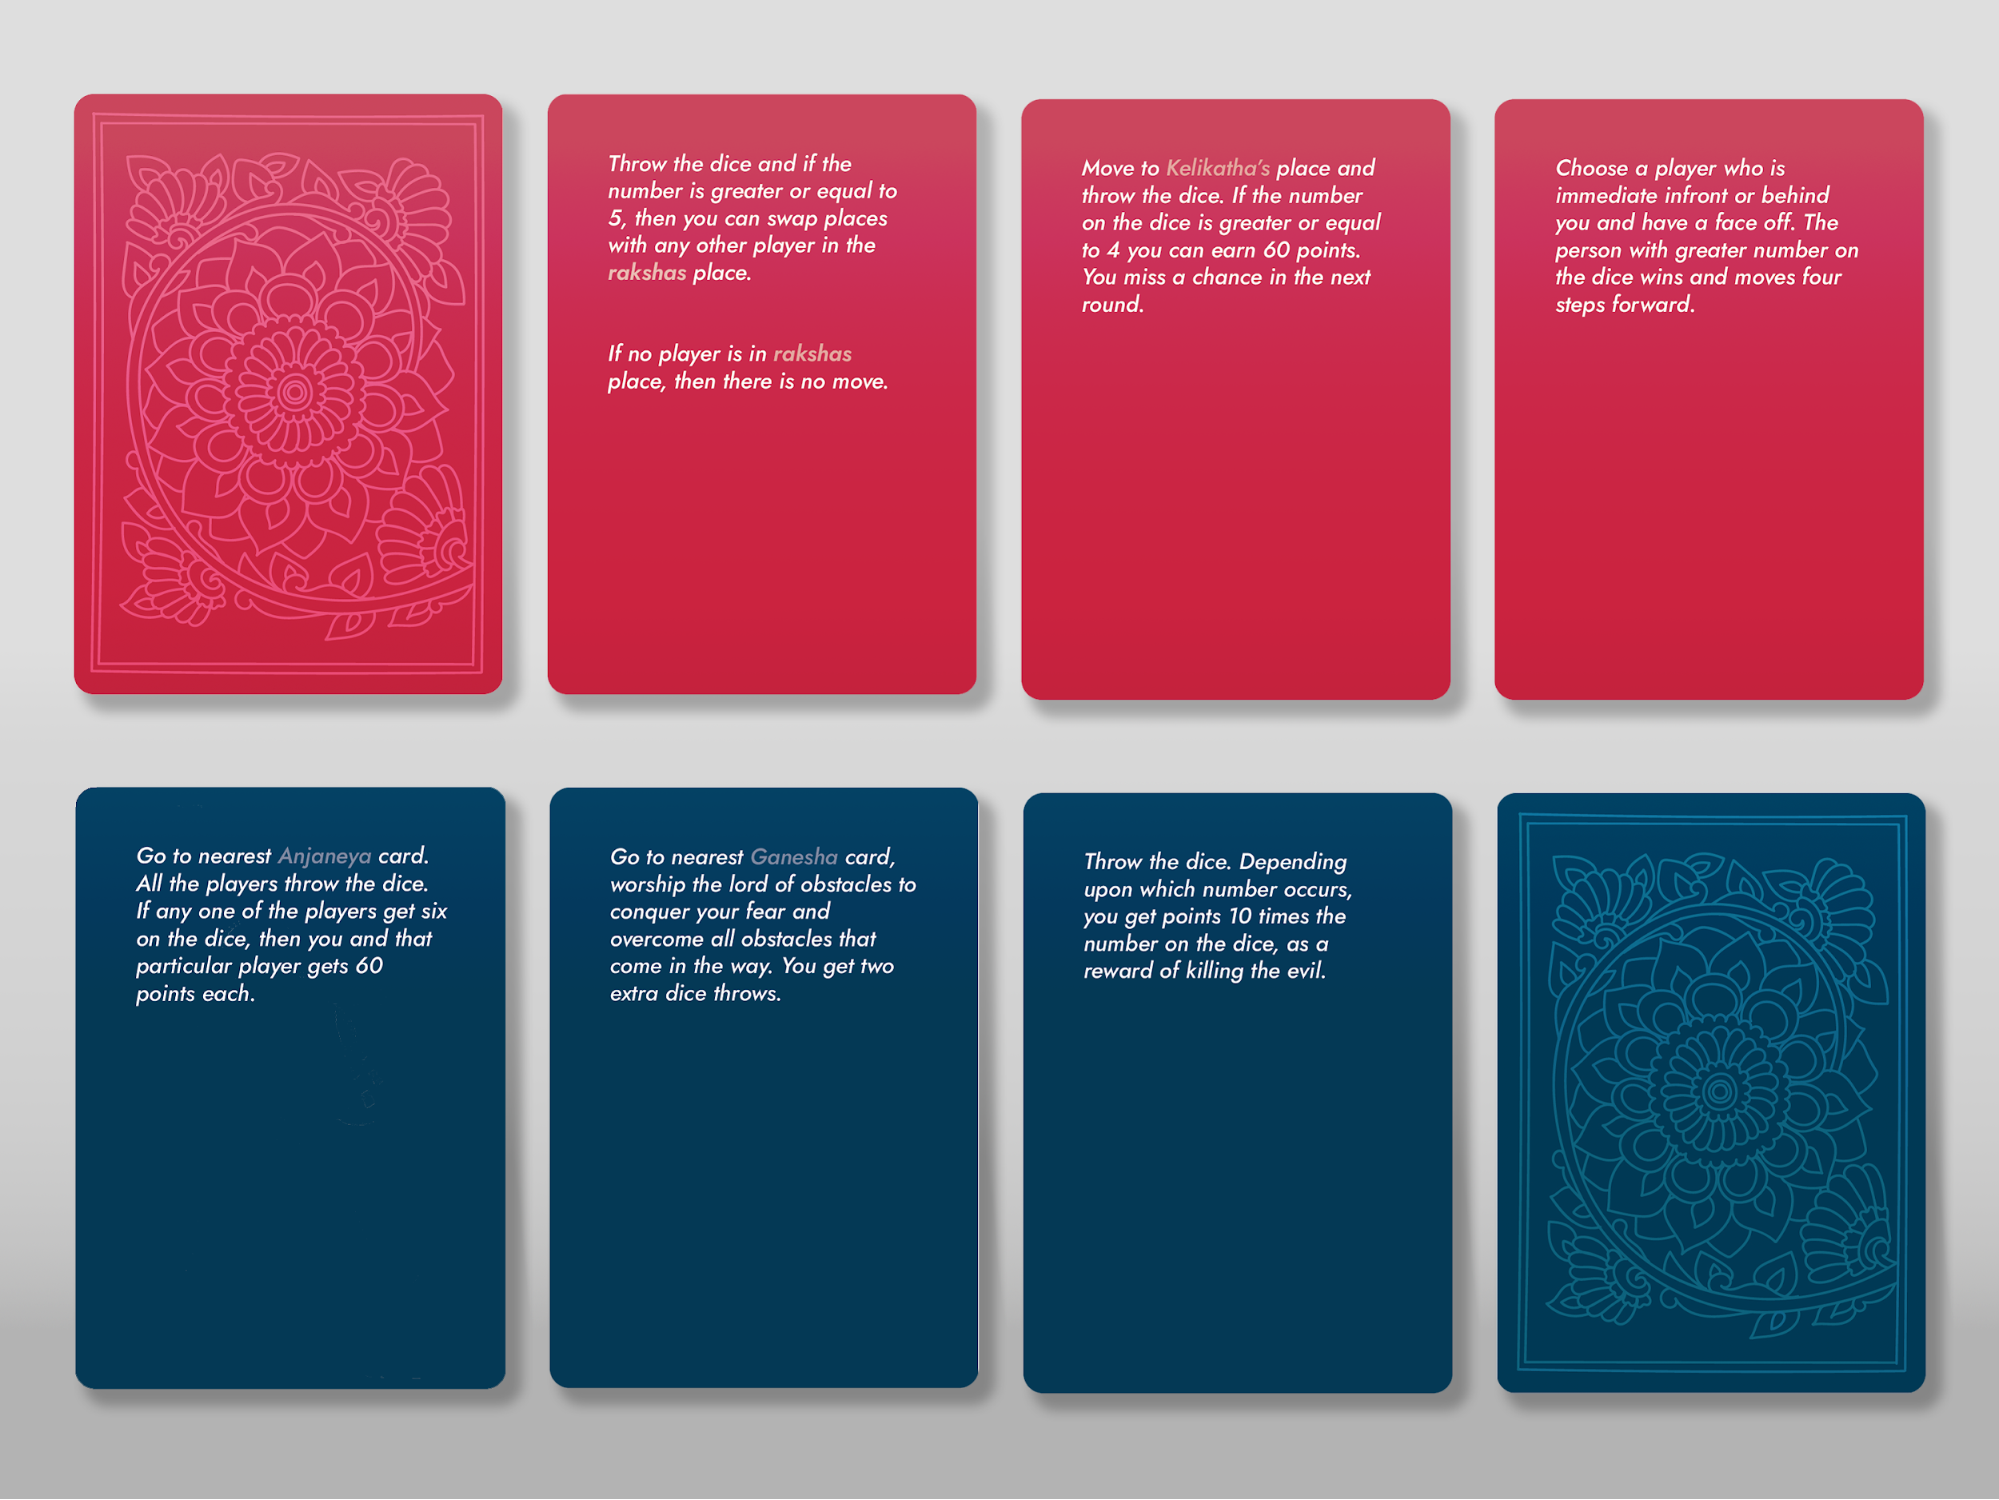 Throw the dice and if the
number is greater or equal to
5, then you can swap places
with any other player in the
rakshas place.
If no player is in rakshas
place, then there is no move.
Move to Kelikatha's place and
throw the dice. If the number
on the dice is greater or equal
to 4 you can earn 60 points.
You miss a chance in the next
round.
Choose a player who is
immediate infront or behind
you and have a face off. The
person with greater number on
the dice wins and moves four
steps forward.
Go to nearest Anjaneya card.
All the players throw the dice.
If any one of the players get six
on the dice, then you and that
particular player gets 60
points each.
Go to nearest Ganesha card,
worship the lord of obstacles to
conquer your fear and
overcome all obstacles that
come in the way. You get two
extra dice throws.
Throw the dice. Depending
upon which number occurs,
you get points 10 times the
number on the dice, as a
reward of killing the evil.